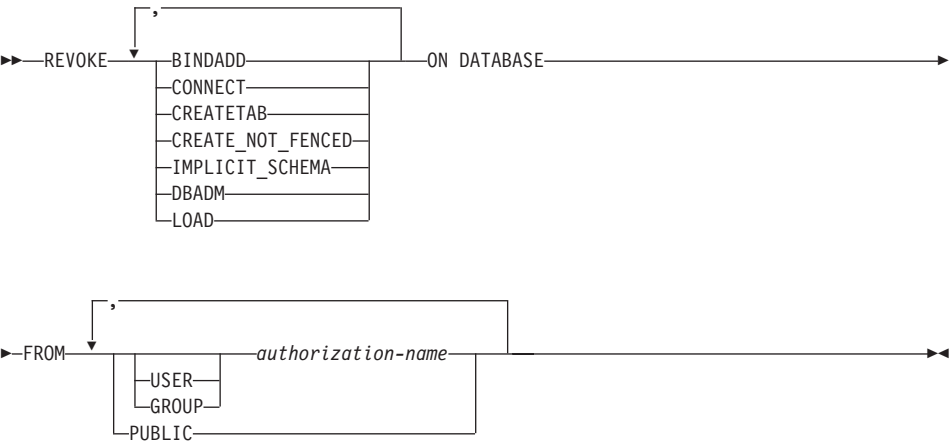 ,
REVOKE BINDADD ON DATABASE
CONNECT
CREATETAB
CREATE_NOT_FENCED
IMPLICIT_SCHEMA
DBADM
LOAD
,
FROM authorization-name
USER
GROUP
PUBLIC